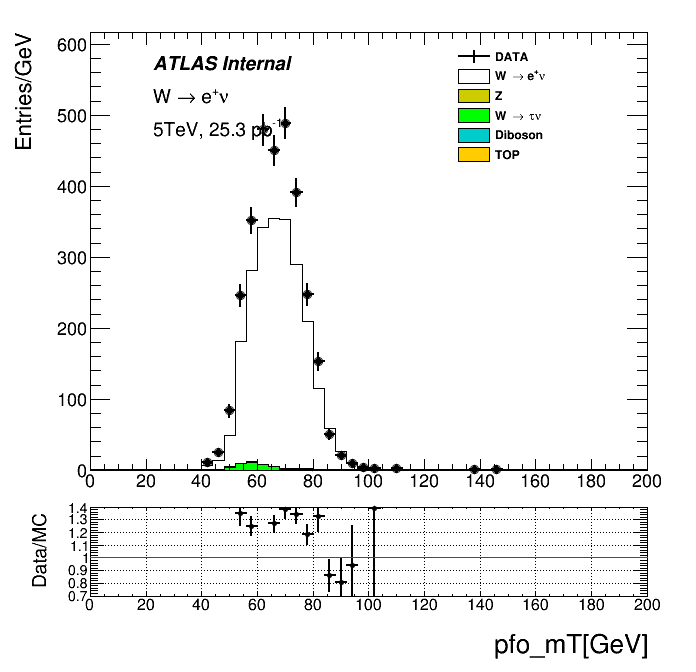 Entries/GeV
600
500
400
300
200
100
0
ATLAS Internal
W → e⁺ν
5TeV, 25.3 pb⁻¹
DATA
W → e⁺ν
Z
W → τν
Diboson
TOP
0 20 40 60 80 100 120 140 160 180 200
Data/MC
1.4
1.3
1.2
1.1
1
0.9
0.8
0.7
0 20 40 60 80 100 120 140 160 180 200
pfo_mT[GeV]